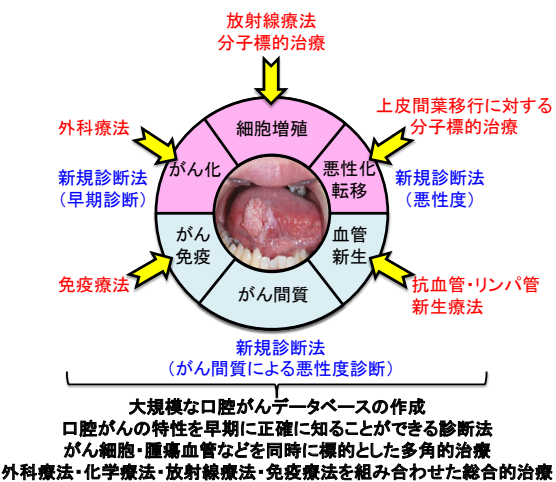 放射線療法
分子標的治療
上皮間葉移行に対する
分子標的治療
外科療法
細胞増殖
がん化
悪性化
転移
新規診断法
（早期診断）
新規診断法
（悪性度）
がん
免疫
血管
新生
免疫療法
がん間質
抗血管・リンパ管
新生療法
新規診断法
（がん間質による悪性度診断）
大規模な口腔がんデータベースの作成
口腔がんの特性を早期に正確に知ることができる診断法
がん細胞・腫瘍血管などを同時に標的とした多角的治療
外科療法・化学療法・放射線療法・免疫療法を組み合わせた総合的治療